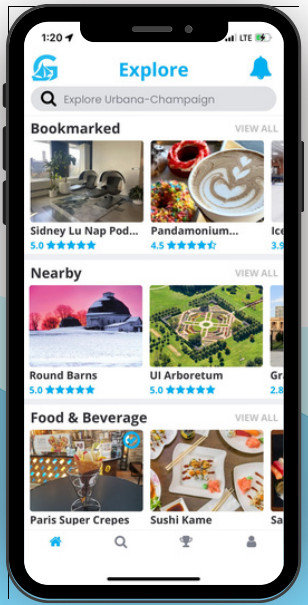 1:20 LTE
Explore
Explore Urbana-Champaign
Bookmarked VIEW ALL
Sidney Lu Nap Pod... Pandamonium... Ice
5.0 4.5 3.9
Nearby VIEW ALL
Round Barns UI Arboretum Gra
5.0 5.0 2.8
Food & Beverage VIEW ALL
Paris Super Crepes Sushi Kame Sa